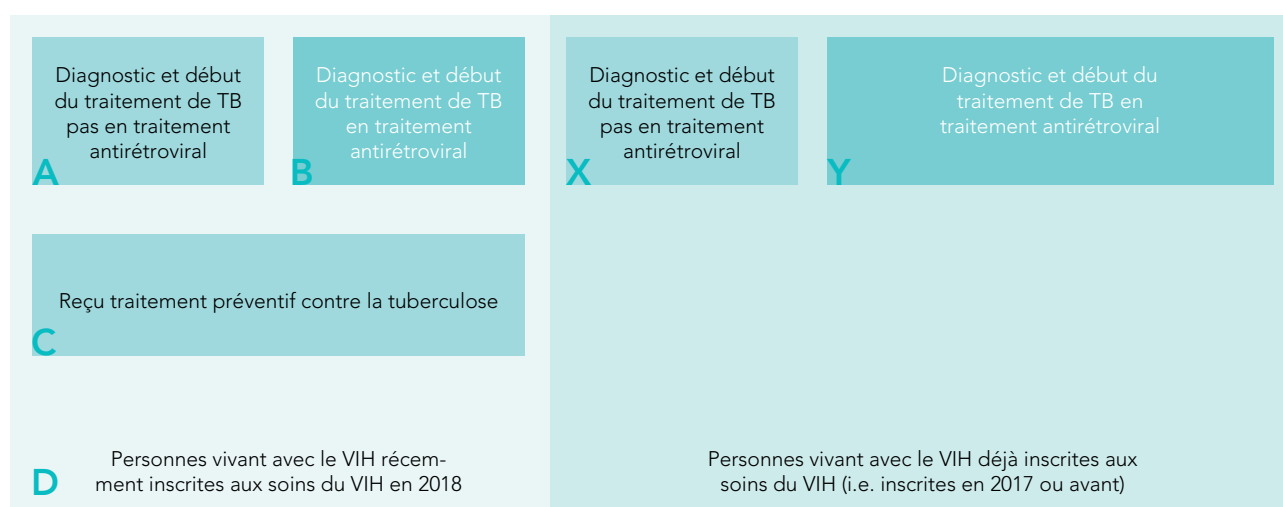 Diagnostic et début
du traitement de TB
pas en traitement
antirétroviral
A
Diagnostic et début
du traitement de TB
en traitement
antirétroviral
B
Diagnostic et début
du traitement de TB
pas en traitement
antirétroviral
X
Diagnostic et début du
traitement de TB en
traitement antirétroviral
Y
Reçu traitement préventif contre la tuberculose
C
Personnes vivant avec le VIH récem-
ment inscrites aux soins du VIH en 2018
D
Personnes vivant avec le VIH déjà inscrites aux
soins du VIH (i.e. inscrites en 2017 ou avant)